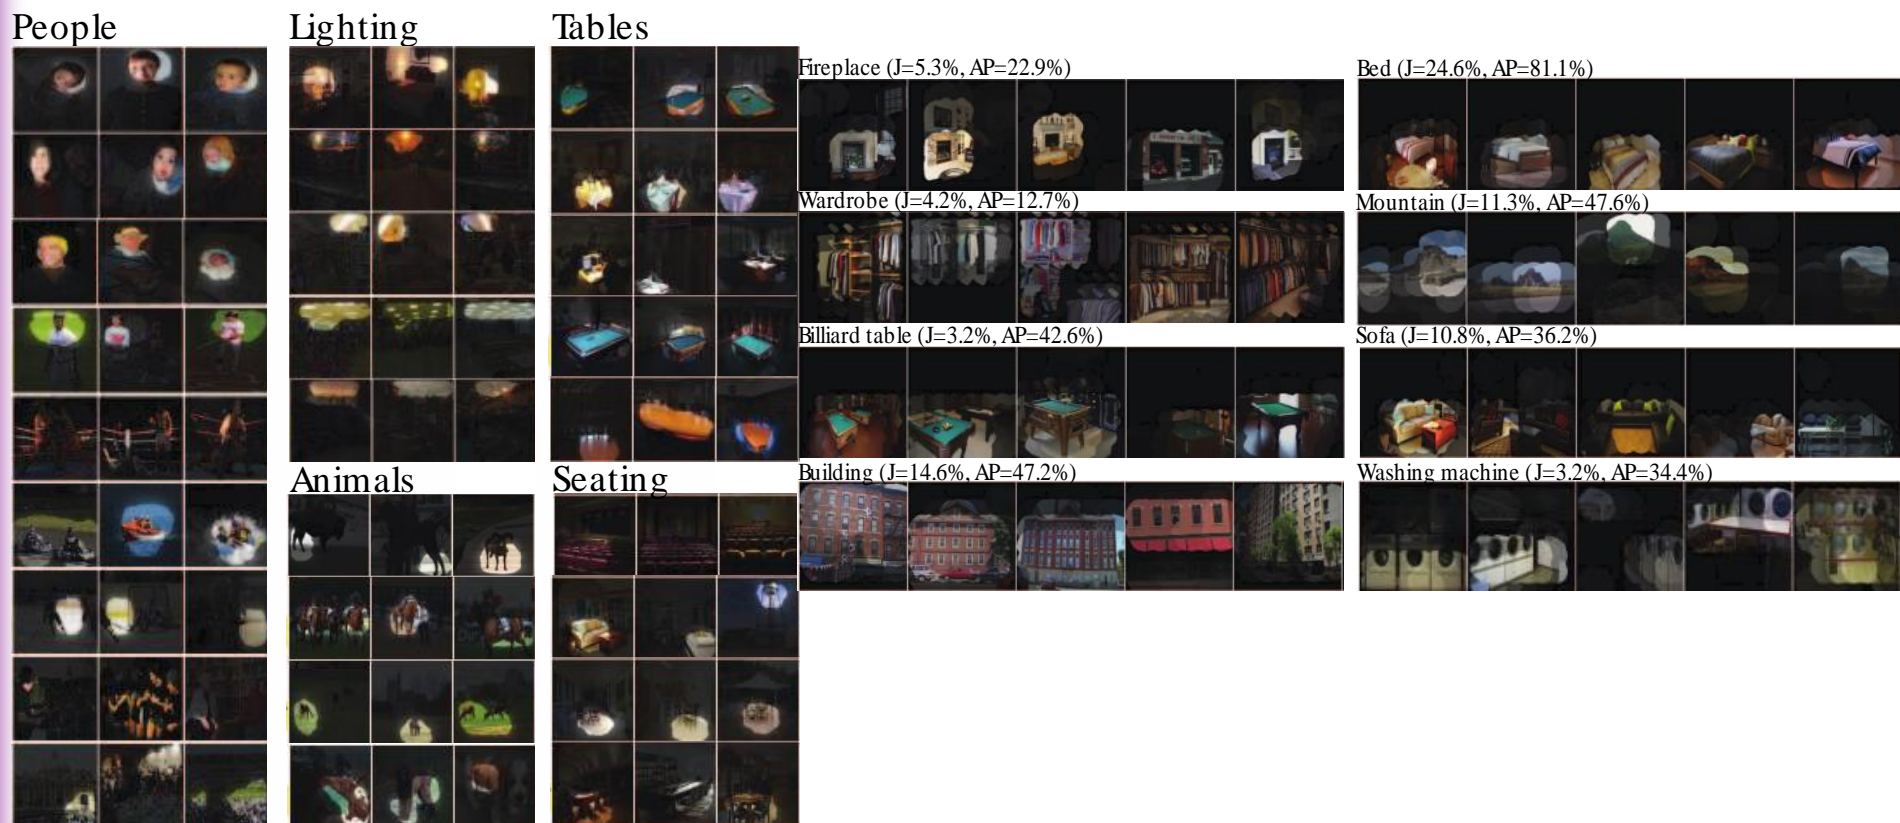 People
Lighting
Tables
Fireplace (J=5.3%, AP=22.9%)
Bed (J=24.6%, AP=81.1%)
Wardrobe (J=4.2%, AP=12.7%)
Mountain (J=11.3%, AP=47.6%)
Billiard table (J=3.2%, AP=42.6%)
Sofa (J=10.8%, AP=36.2%)
Animals
Seating
Building (J=14.6%, AP=47.2%)
Washing machine (J=3.2%, AP=34.4%)